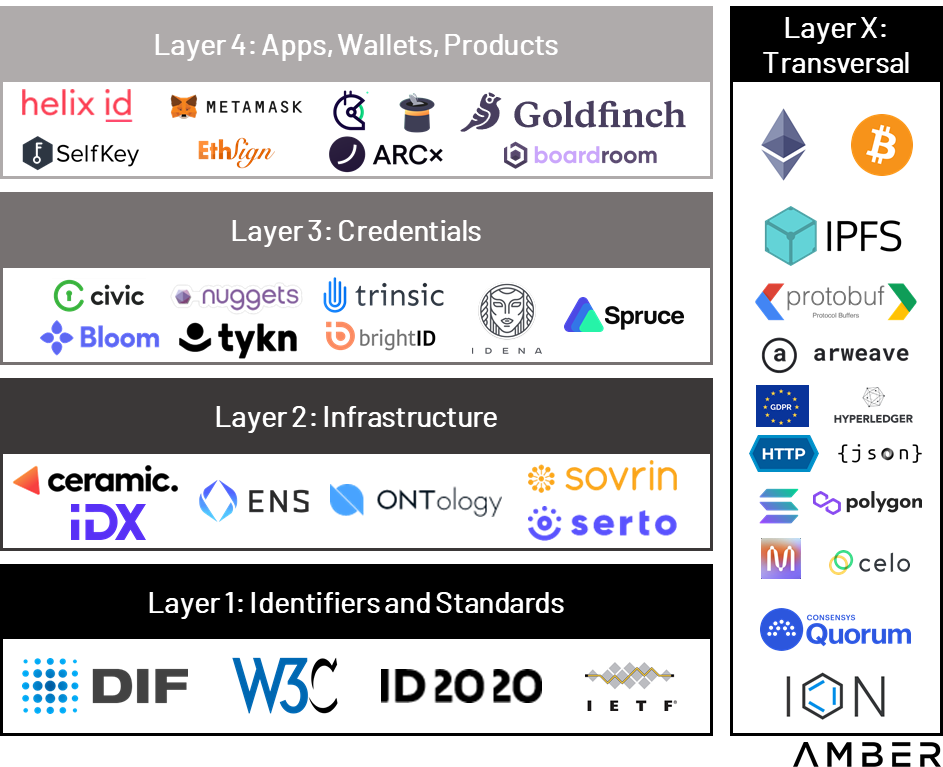 Layer 4: Apps, Wallets, Products
helix id
METAMASK
Goldfinch
SelfKey
EthSign
ARCx
boardroom
Layer 3: Credentials
civic
nuggets
trinsic
IDENA
Spruce
Bloom
tykn
brightID
Layer 2: Infrastructure
ceramic.
iDX
ENS
ONTology
sovrin
serto
Layer 1: Identifiers and Standards
DIF
W3C
ID2020
IETF®
Layer X:
Transversal
B
IPFS
protobuf
Protocol Buffers
a arweave
GDPR
HYPERLEDGER
HTTP
{json}
polygon
M
celo
CONSENSYS
Quorum
ION
AMBER